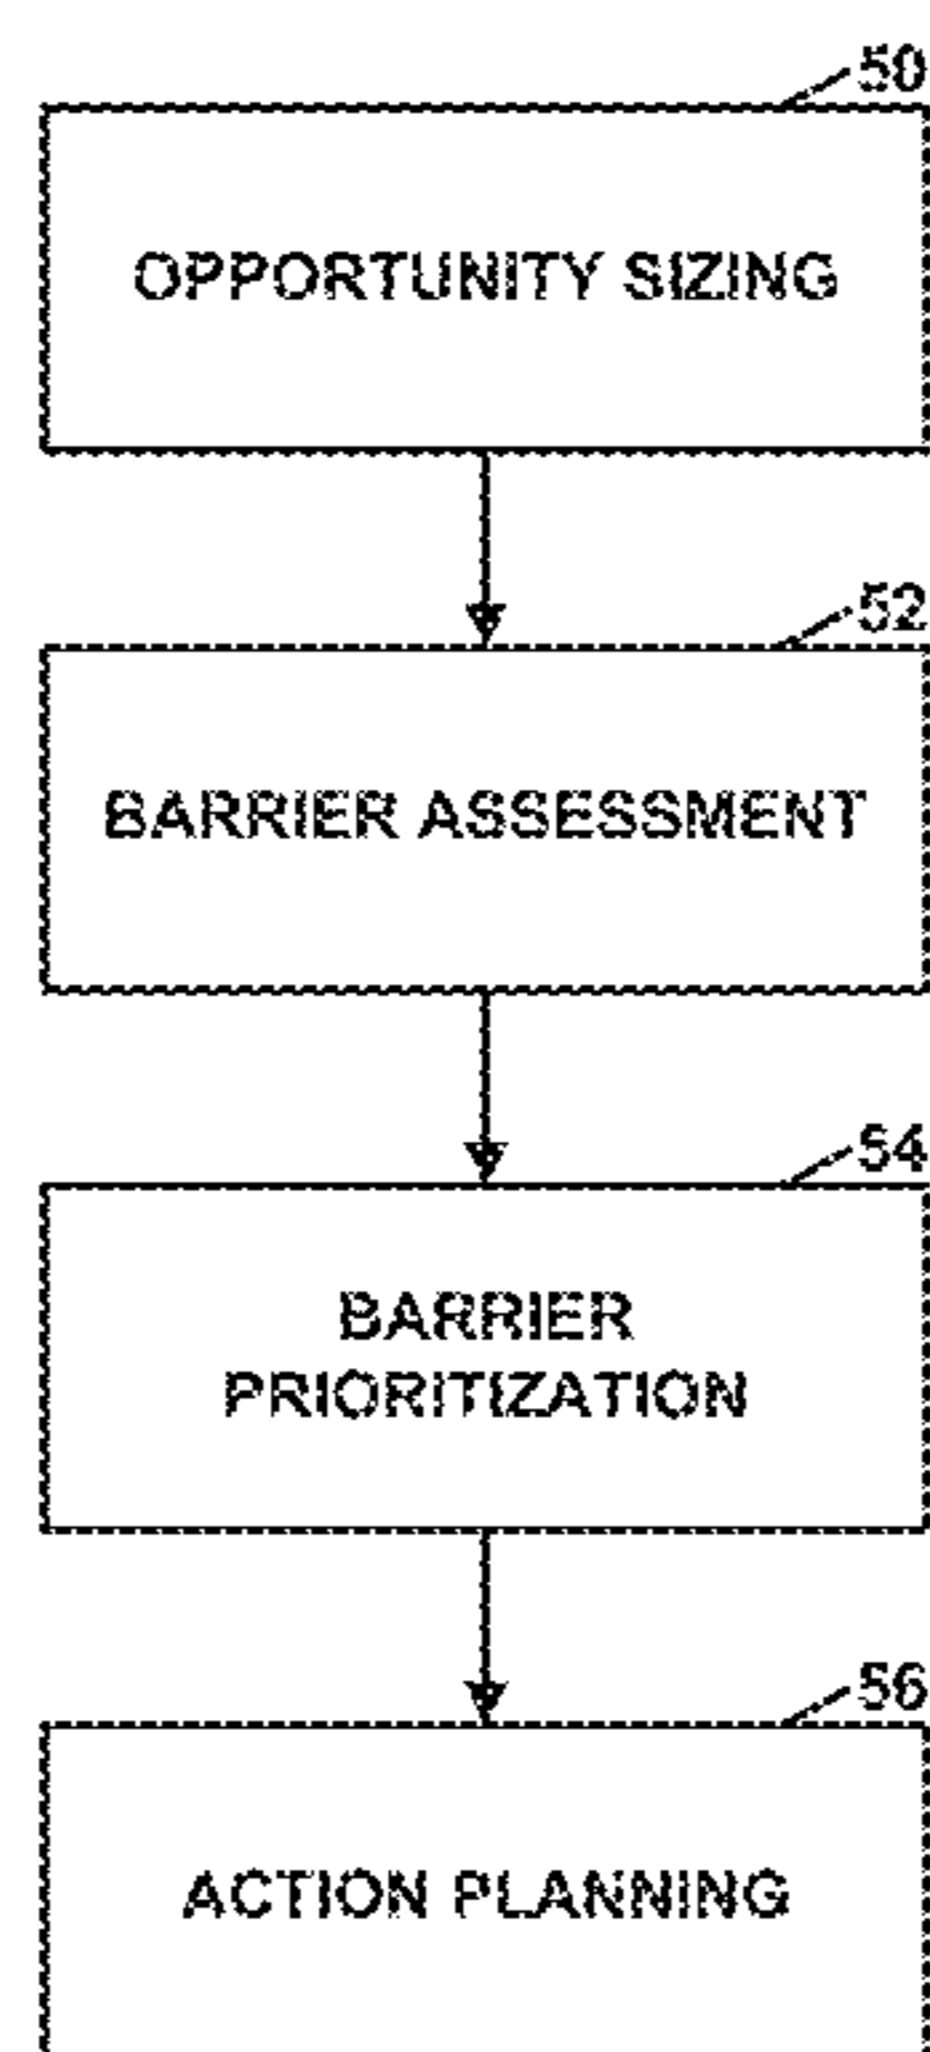 50
OPPORTUNITY SIZING
52
BARRIER ASSESSMENT
54
BARRIER
PRIORITIZATION
56
ACTION PLANNING